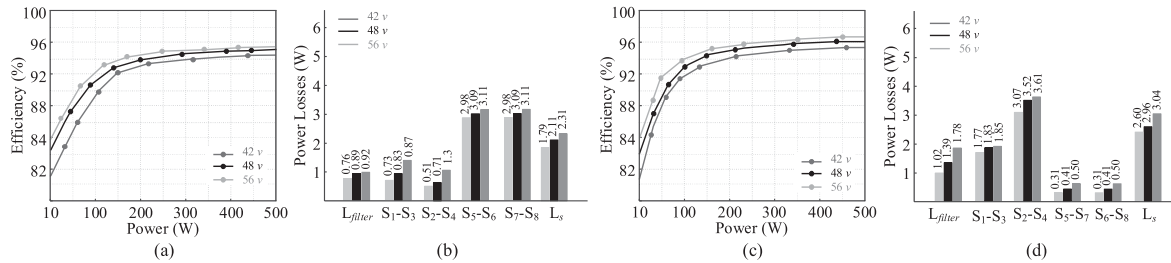 100
96
92
88
84
82
Efficiency (%)
10 100 200 300 400 500
Power (W)
42 v
48 v
56 v
(a)
6
4
2
1
Power Losses (W)
42 v
48 v
56 v
0.76 0.89 0.92
0.73 0.83 0.87
0.51 0.71 1.3
2.98 3.09 3.11
2.98 3.09 3.11
1.79 2.11 2.31
Lfilter S1-S3 S2-S4 S5-S6 S7-S8 Ls
(b)
100
96
92
88
84
82
Efficiency (%)
10 100 200 300 400 500
Power (W)
42 v
48 v
56 v
(c)
6
4
2
1
Power Losses (W)
42 v
48 v
56 v
1.02 1.39 1.78
1.77 1.83 1.85
3.07 3.52 3.61
0.31 0.41 0.50
0.31 0.41 0.50
2.60 2.96 3.04
Lfilter S1-S3 S2-S4 S5-S7 S6-S8 Ls
(d)